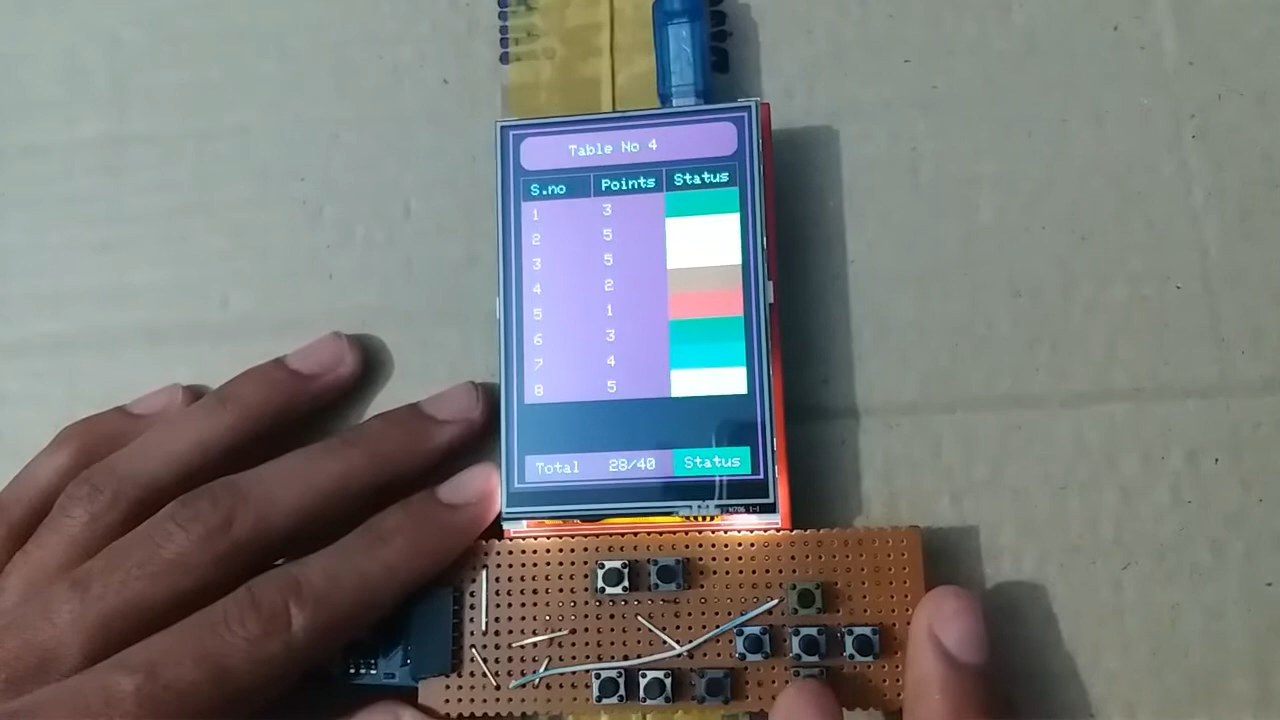 Table No 4
S.no Points Status
1 3
2 5
3 5
4 2
5 1
6 3
7 4
8 5
Total 28/40 Status